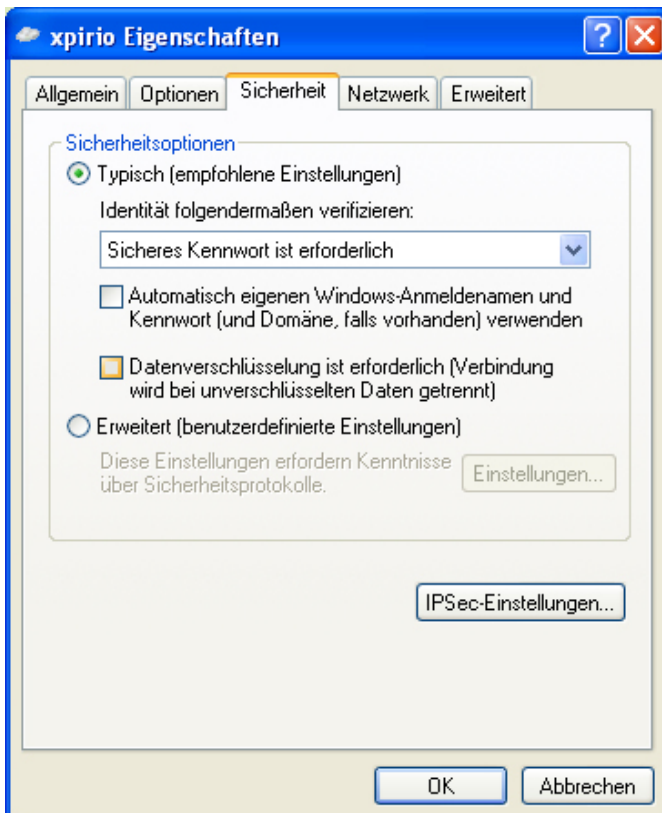 xpirio Eigenschaften
Allgemein Optionen Sicherheit Netzwerk Erweitert
Sicherheitsoptionen
Typisch (empfohlene Einstellungen)
Identität folgendermaßen verifizieren:
Sicheres Kennwort ist erforderlich
Automatisch eigenen Windows-Anmeldenamen und
Kennwort (und Domäne, falls vorhanden) verwenden
Datenverschlüsselung ist erforderlich (Verbindung
wird bei unverschlüsselten Daten getrennt)
Erweitert (benutzerdefinierte Einstellungen)
Diese Einstellungen erfordern Kenntnisse
über Sicherheitsprotokolle.
Einstellungen...
IPSec-Einstellungen...
OK Abbrechen